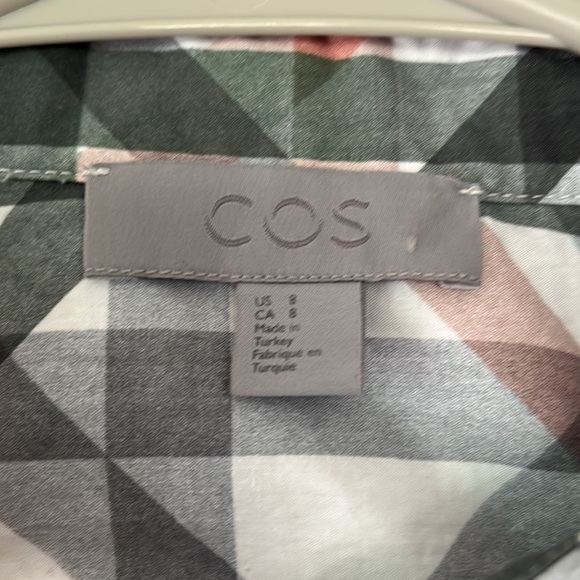 COS
US 8
CA 8
Made in
Turkey
Fabriqué en
Turquie